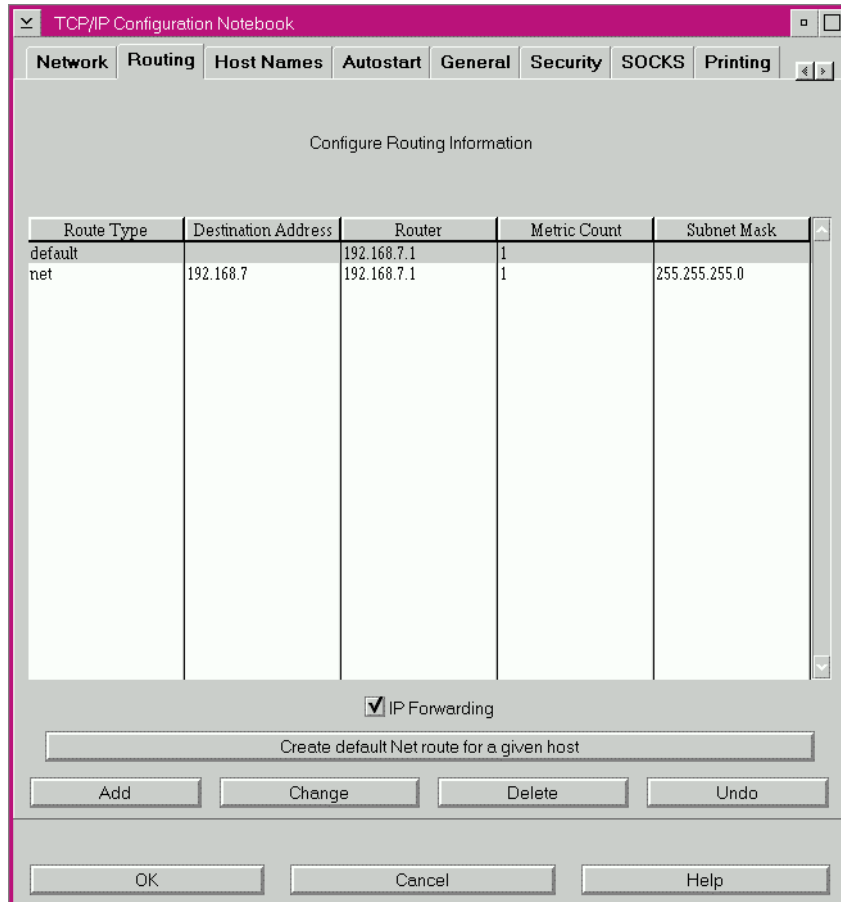 TCP/IP Configuration Notebook
Network Routing Host Names Autostart General Security SOCKS Printing
Configure Routing Information
Route Type Destination Address Router Metric Count Subnet Mask
default 192.168.7.1 1
net 192.168.7 192.168.7.1 1 255.255.255.0
IP Forwarding
Create default Net route for a given host
Add Change Delete Undo
OK Cancel Help